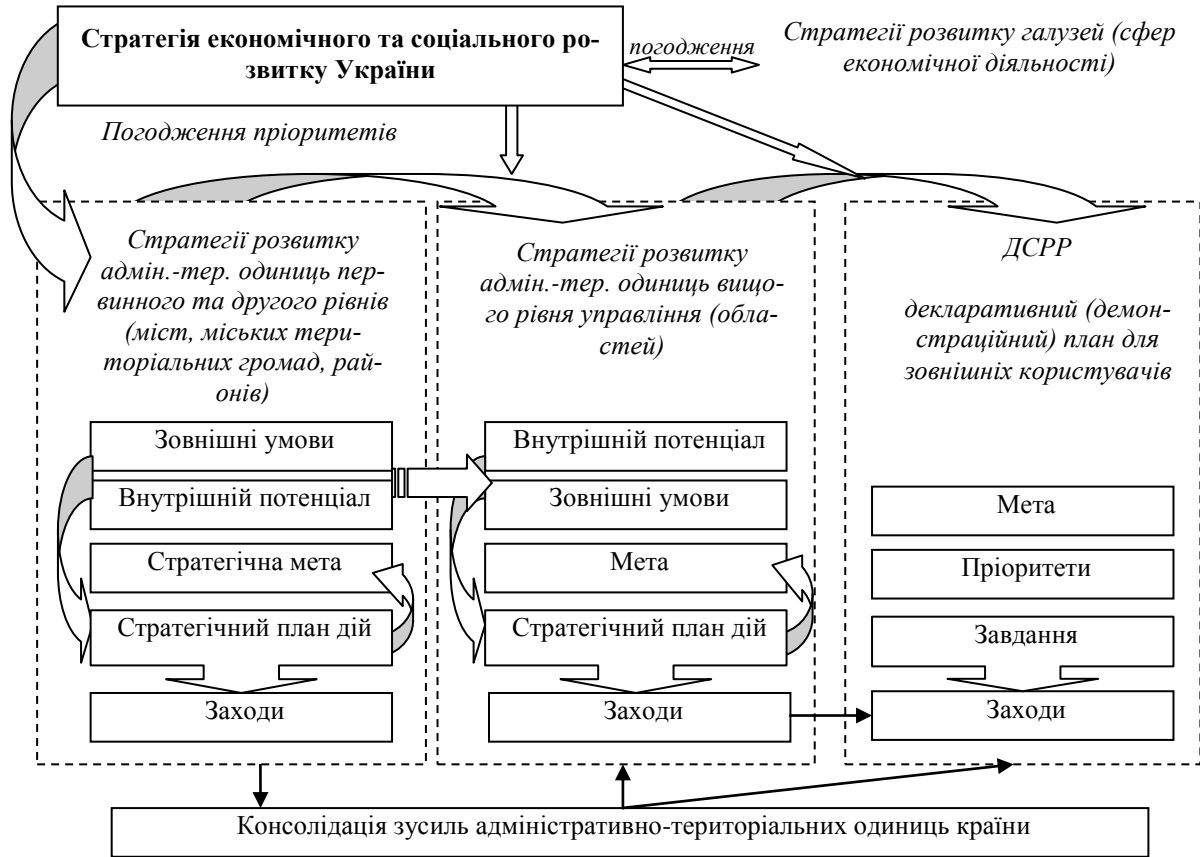 Стратегія економічного та соціального ро-
звитку України
погодження
Стратегії розвитку галузей (сфер
економічної діяльності)
Погодження пріоритетів
Стратегії розвитку
адмін.-тер. одиниць пер-
винного та другого рівнів
(міст, міських тери-
торіальних громад, рай-
онів)
Зовнішні умови
Внутрішній потенціал
Стратегічна мета
Стратегічний план дій
Заходи
Стратегії розвитку
адмін.-тер. одиниць вищо-
го рівня управління (обла-
стей)
Внутрішній потенціал
Зовнішні умови
Мета
Стратегічний план дій
Заходи
ДСРР
декларативний (демон-
страційний) план для
зовнішніх користувачів
Мета
Пріоритети
Завдання
Заходи
Консолідація зусиль адміністративно-територіальних одиниць країни